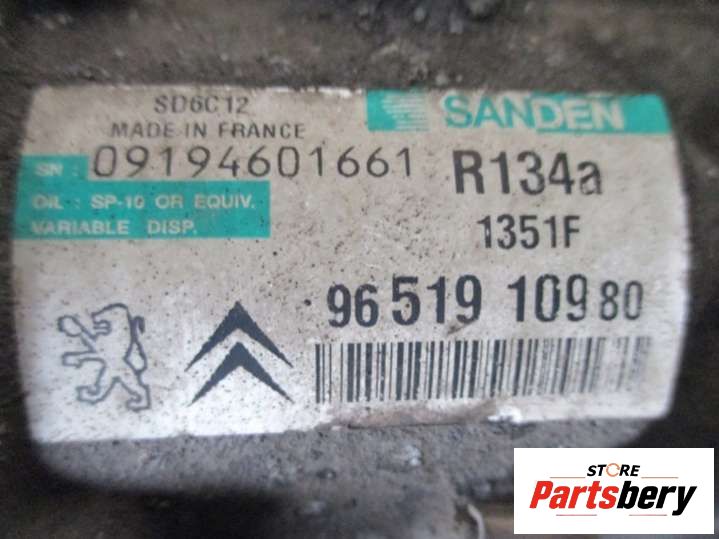 SD6C12
MADE IN FRANCE
SANDEN
SN : 09194601661
R134a
OIL : SP-10 OR EQUIV.
VARIABLE DISP.
1351F
96 519 109 80
STORE
Partsbery